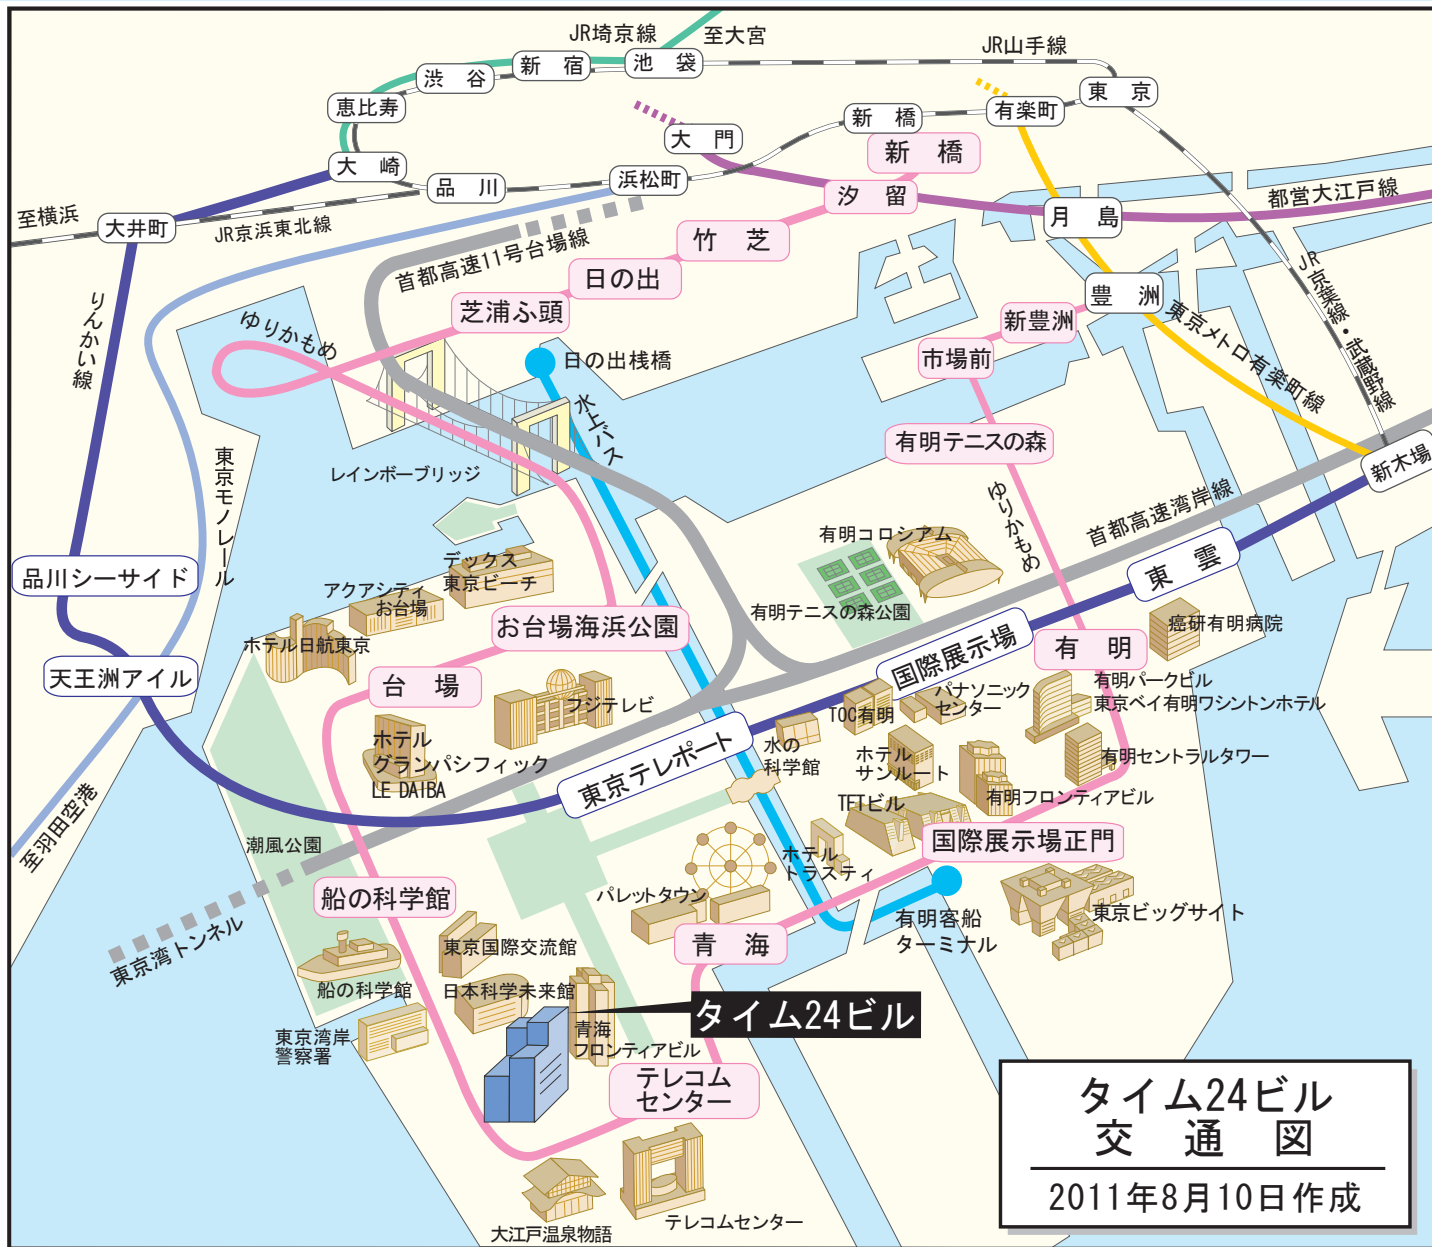 JR埼京線
至大宮
JR山手線
渋谷
新宿
池袋
恵比寿
東京
有楽町
新橋
大門
新橋
大崎
品川
浜松町
汐留
至横浜
大井町
JR京浜東北線
都営大江戸線
月島
竹芝
首都高速11号台場線
日の出
豊洲
JR京葉線・武蔵野線
芝浦ふ頭
新豊洲
東京メトロ有楽町線
りんかい線
ゆりかもめ
市場前
日の出桟橋
水上バス
有明テニスの森
新木場
レインボーブリッジ
東京モノレール
ゆりかもめ
首都高速湾岸線
有明コロシアム
デックス
東京ビーチ
アクアシティ
お台場
品川シーサイド
東雲
有明テニスの森公園
お台場海浜公園
癌研有明病院
ホテル日航東京
国際展示場
有明
天王洲アイル
台場
パナソニック
センター
有明パークビル
東京ベイ有明ワシントンホテル
フジテレビ
TOC有明
ホテル
グランパシフィック
LE DAIBA
東京テレポート
水の
科学館
ホテル
サンルート
有明セントラルタワー
有明フロンティアビル
TFTビル
至羽田空港
潮風公園
国際展示場正門
ホテル
トラスティ
船の科学館
パレットタウン
東京ビッグサイト
有明客船
ターミナル
東京湾トンネル
青海
東京国際交流館
船の科学館
日本科学未来館
タイム24ビル
東京湾岸
警察署
青海
フロンティアビル
テレコム
センター
大江戸温泉物語
テレコムセンター
タイム24ビル
交通図
2011年8月10日作成